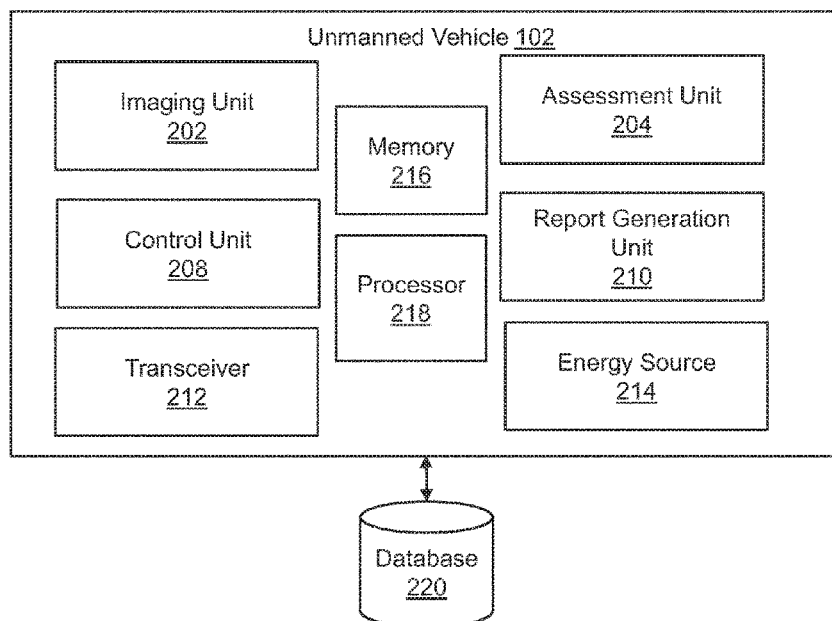 Unmanned Vehicle 102
Imaging Unit
202
Memory
216
Assessment Unit
204
Control Unit
208
Processor
218
Report Generation
Unit
210
Transceiver
212
Energy Source
214
Database
220